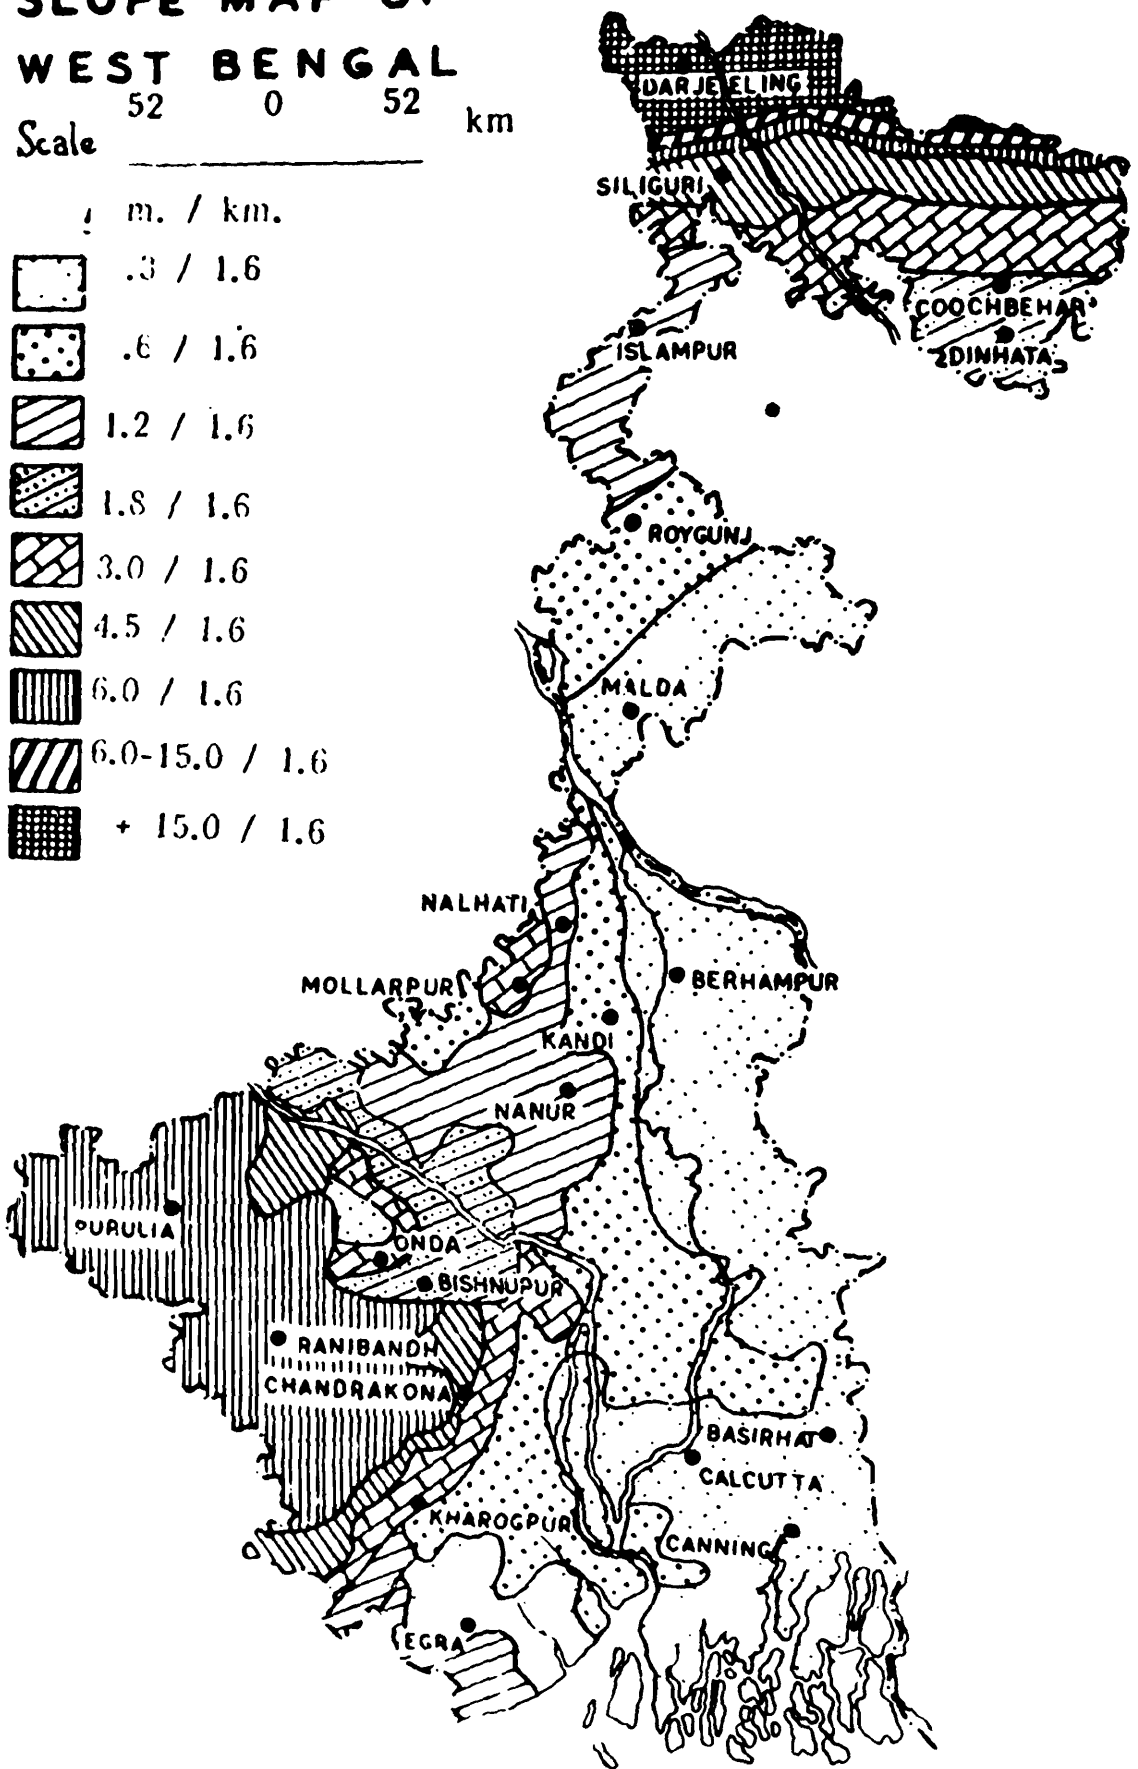 SLOPE MAP OF
WEST BENGAL
52 0 52 km
Scale
m. / km.
.3 / 1.6
.6 / 1.6
1.2 / 1.6
1.8 / 1.6
3.0 / 1.6
4.5 / 1.6
6.0 / 1.6
6.0-15.0 / 1.6
+ 15.0 / 1.6
DARJEELING
SILIGURI
COOCHBEHAR
ISLAMPUR
DINHATA
ROYGUNJ
MALDA
NALHATI
MOLLARPUR
BERHAMPUR
KANDI
NANUR
PURULIA
ONDA
BISHNUPUR
RANIBANDH
CHANDRAKONA
BASIRHAT
CALCUTTA
KHAROGPUR
CANNING
EGRA